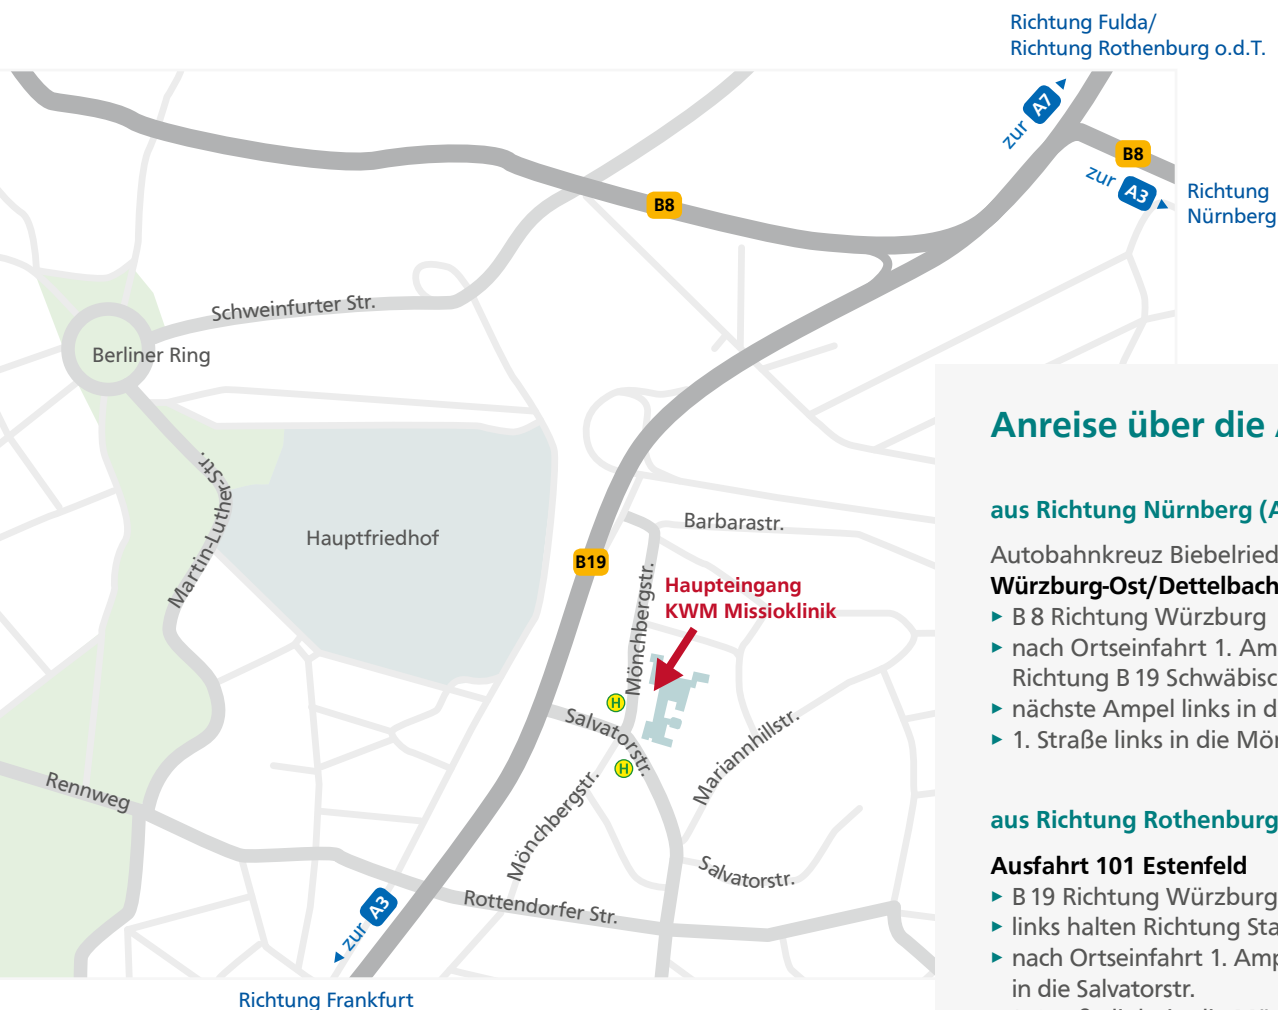 Richtung Fulda/
Richtung Rothenburg o.d.T.
zur A7
B8
zur A3
Richtung
Nürnberg
B8
Schweinfurter Str.
Berliner Ring
Martin-Luther-Str.
Hauptfriedhof
B19
Barbarastr.
Mönchbergstr.
Haupteingang
KWM Missioklinik
H
Salvatorstr.
H
Mariannhillstr.
Mönchbergstr.
Rennweg
Salvatorstr.
Rottendorfer Str.
zur A3
Richtung Frankfurt
Anreise über die
aus Richtung Nürnberg (A
Autobahnkreuz Biebelried
Würzburg-Ost/Dettelbach
▸ B 8 Richtung Würzburg
▸ nach Ortseinfahrt 1. Am
Richtung B 19 Schwäbisc
▸ nächste Ampel links in d
▸ 1. Straße links in die Mör
aus Richtung Rothenburg
Ausfahrt 101 Estenfeld
▸ B 19 Richtung Würzburg
▸ links halten Richtung Sta
▸ nach Ortseinfahrt 1. Amp
in die Salvatorstr.